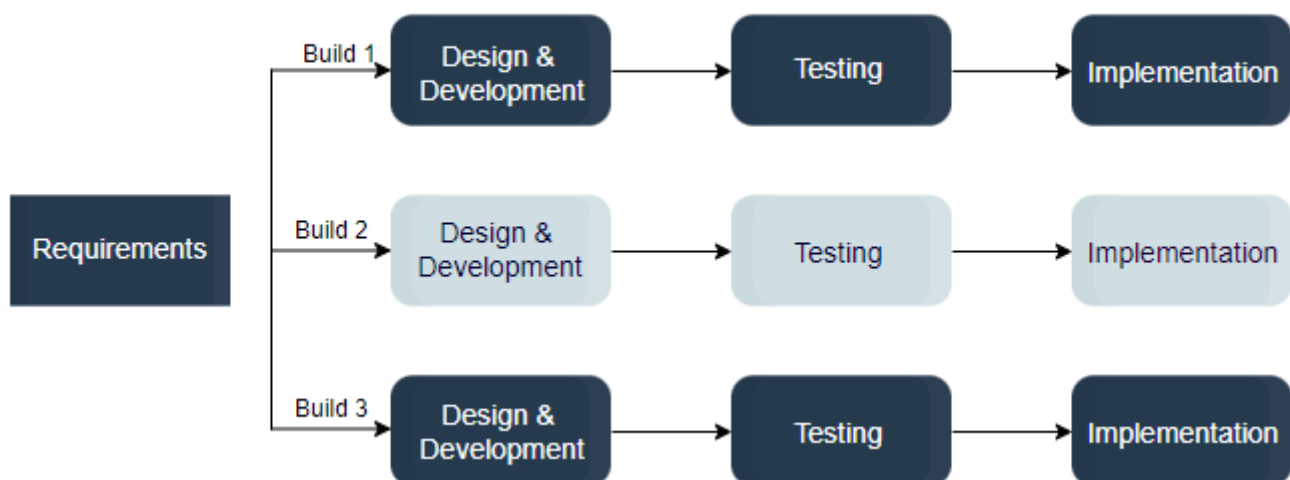 Build 1
Design &
Development
Testing
Implementation
Requirements
Build 2
Design &
Development
Testing
Implementation
Build 3
Design &
Development
Testing
Implementation